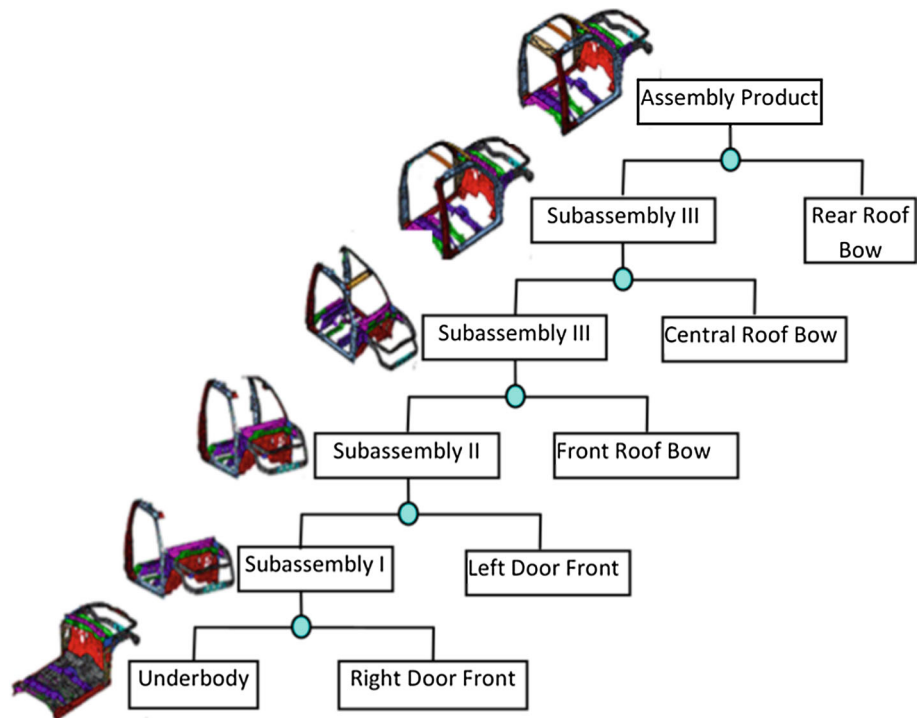 Assembly Product
Subassembly III
Rear Roof
Bow
Subassembly III
Central Roof Bow
Subassembly II
Front Roof Bow
Subassembly I
Left Door Front
Underbody
Right Door Front